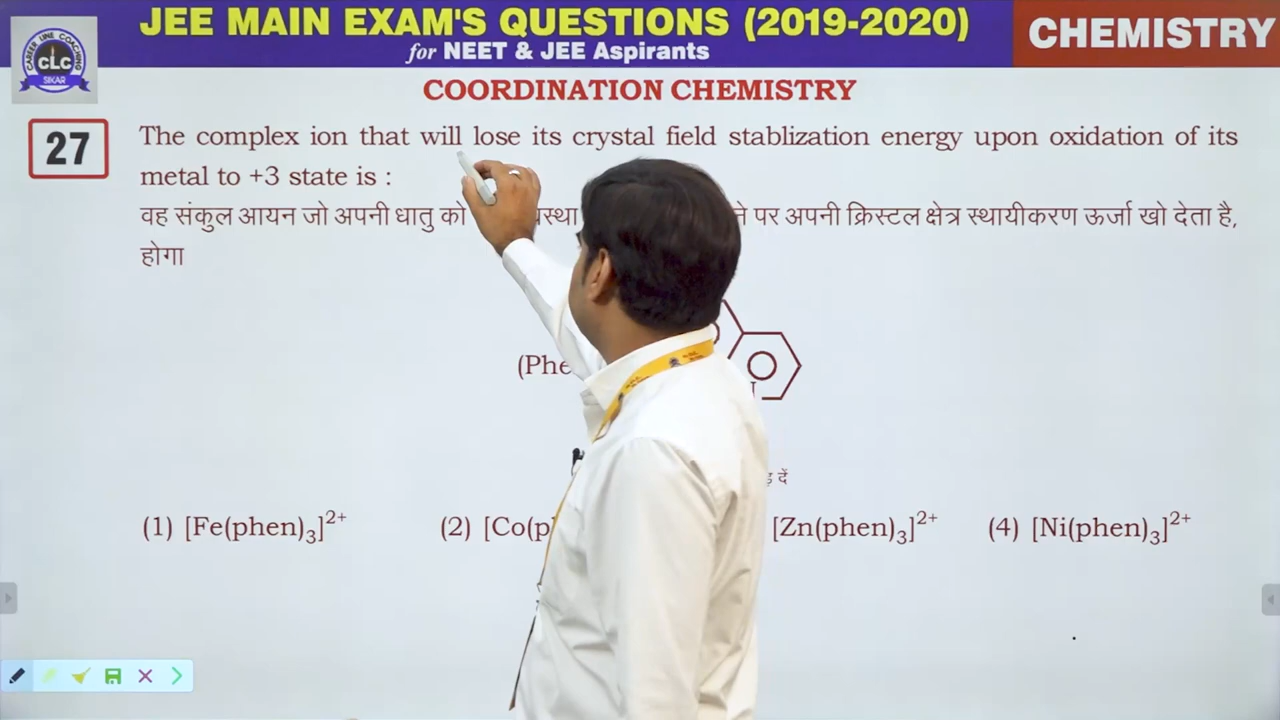 JEE MAIN EXAM'S QUESTIONS (2019-2020)
for NEET & JEE Aspirants
CHEMISTRY
CAREER LINE COACHING
CLC
SIKAR
COORDINATION CHEMISTRY
27
The complex ion that will lose its crystal field stablization energy upon oxidation of its
metal to +3 state is :
वह संकुल आयन जो अपनी धातु को पर अपनी क्रिस्टल क्षेत्र स्थायीकरण ऊर्जा खो देता है,
होगा
(Phe
दें
(1) [Fe(phen)₃]²⁺ (2) [Co(p [Zn(phen)₃]²⁺ (4) [Ni(phen)₃]²⁺